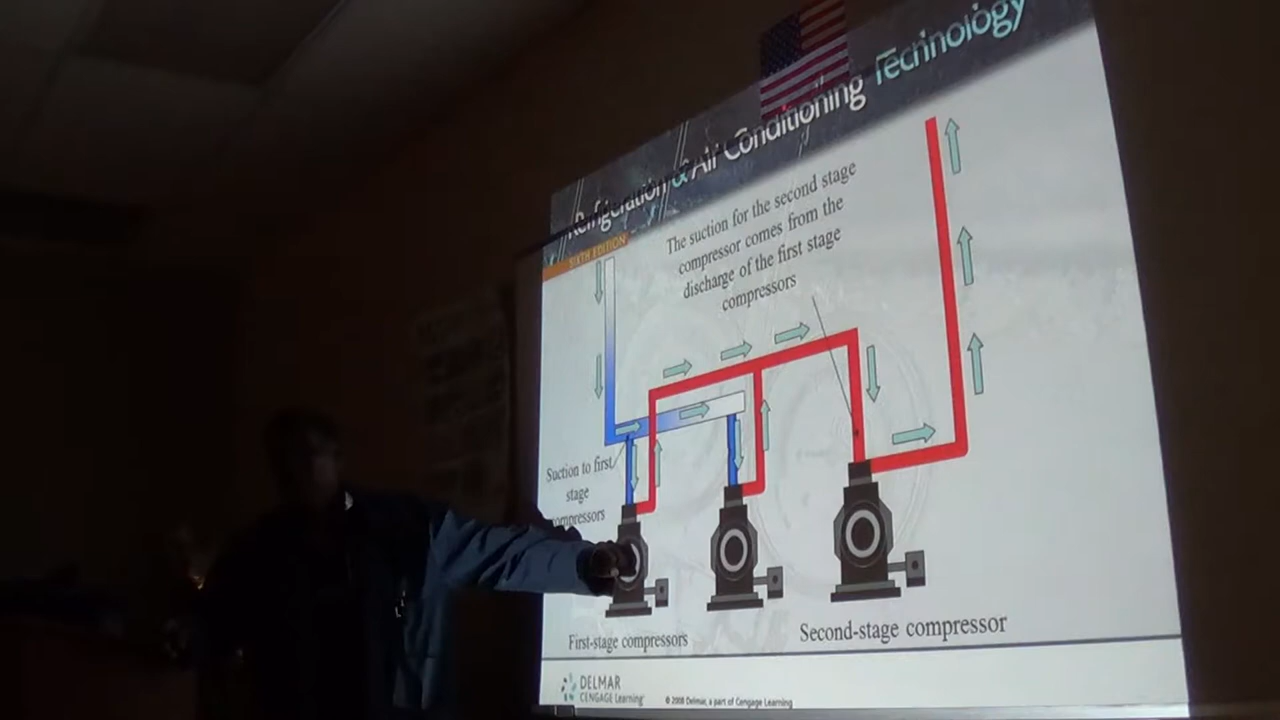 Refrigeration & Air Conditioning Technology
SIXTH EDITION
The suction for the second stage
compressor comes from the
discharge of the first stage
compressors
Suction to first
stage
compressors
First-stage compressors
Second-stage compressor
DELMAR
CENGAGE Learning
© 2008 Delmar, a part of Cengage Learning